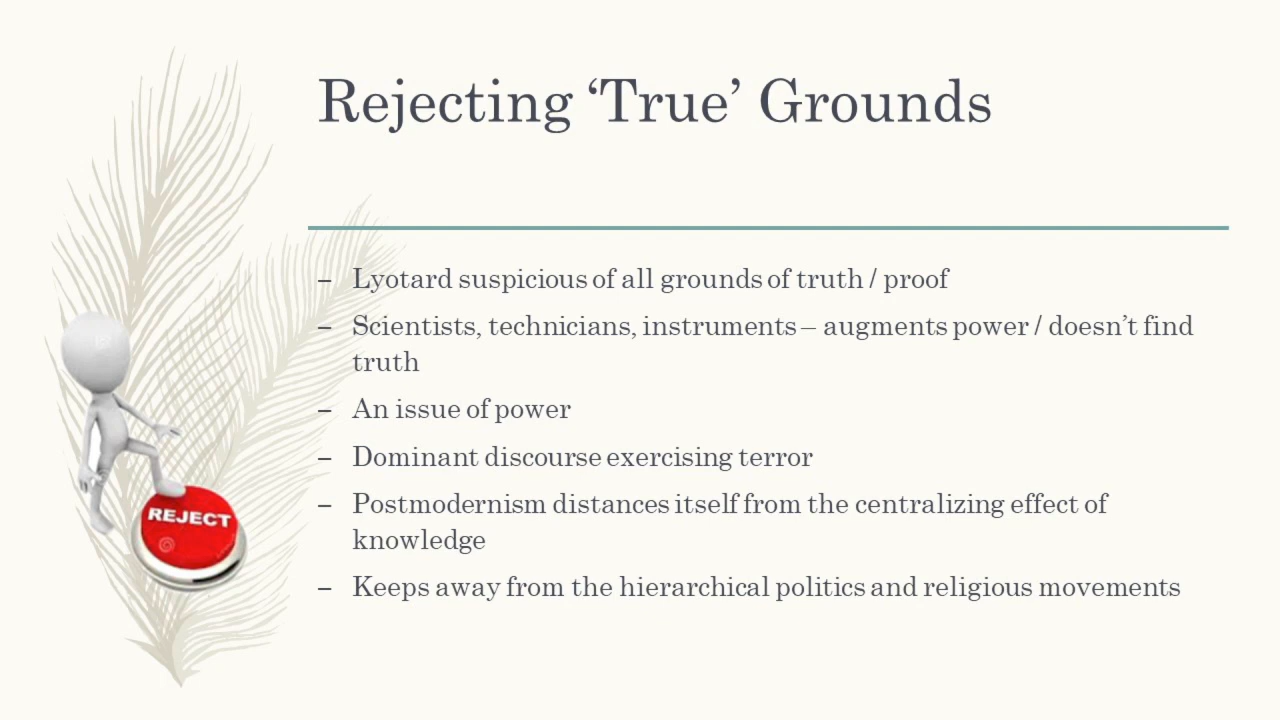 Rejecting ‘True’ Grounds
– Lyotard suspicious of all grounds of truth / proof
– Scientists, technicians, instruments – augments power / doesn’t find
truth
– An issue of power
– Dominant discourse exercising terror
– Postmodernism distances itself from the centralizing effect of
knowledge
– Keeps away from the hierarchical politics and religious movements
REJECT